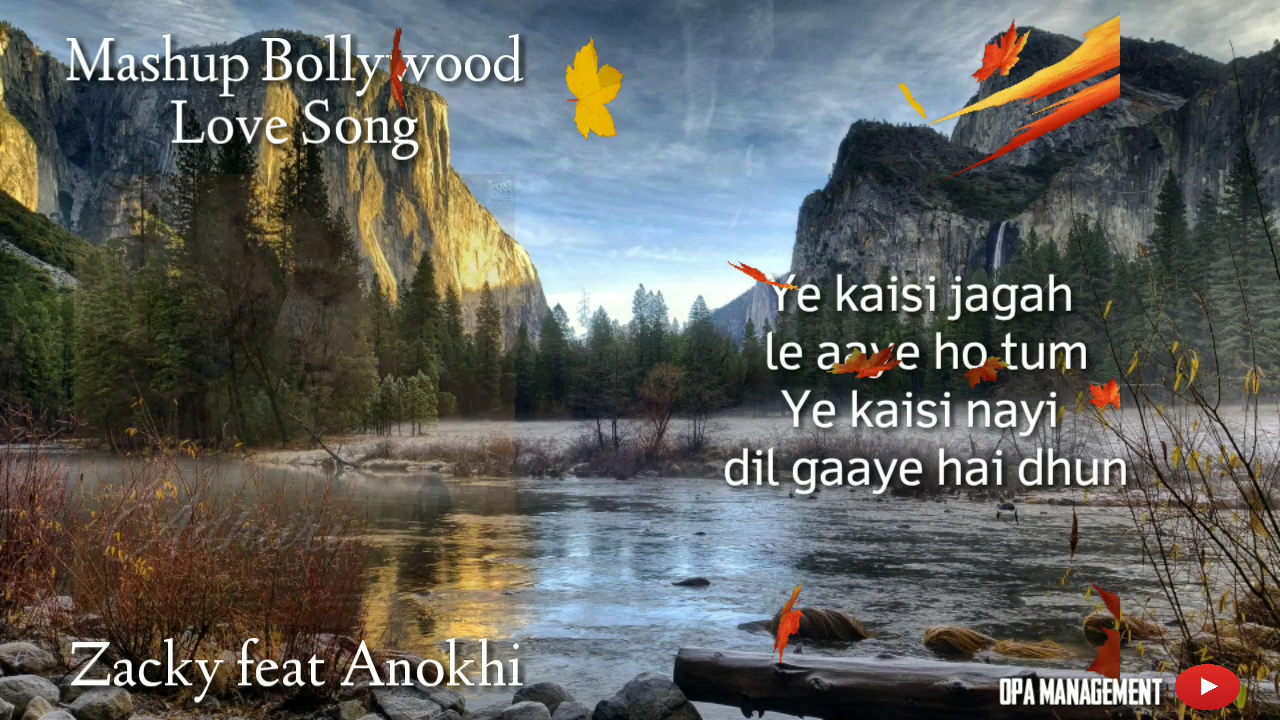 Mashup Bollywood
Love Song
Ye kaisi jagah
le aaye ho tum
Ye kaisi nayi
dil gaaye hai dhun
Zacky feat Anokhi
OPA MANAGEMENT